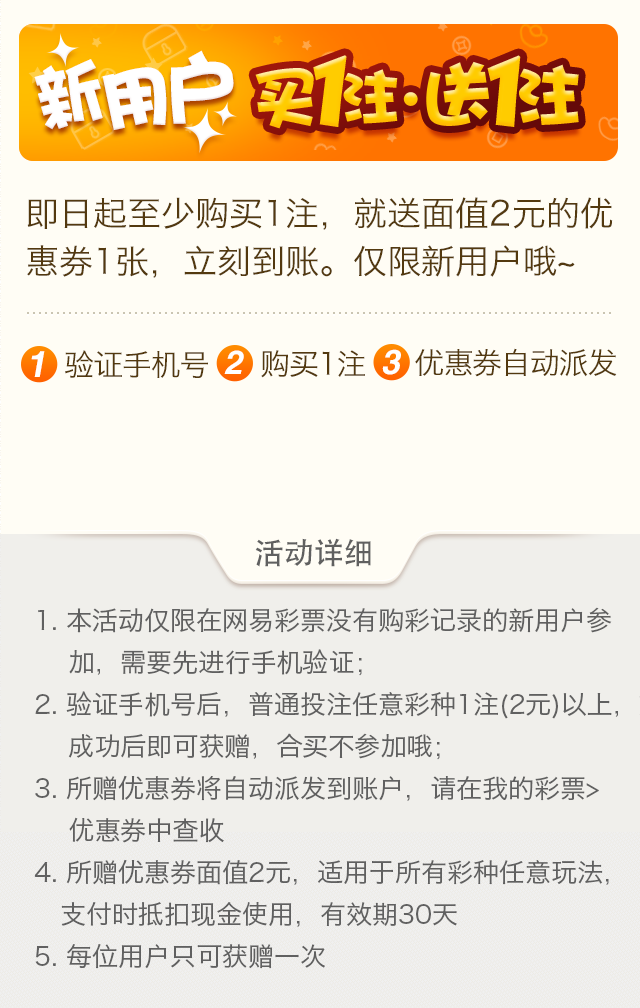 新用户 买1注·送1注
即日起至少购买1注，就送面值2元的优
惠券1张，立刻到账。仅限新用户哦~
1 验证手机号 2 购买1注 3 优惠券自动派发
活动详细
1. 本活动仅限在网易彩票没有购彩记录的新用户参
加，需要先进行手机验证；
2. 验证手机号后，普通投注任意彩种1注(2元)以上，
成功后即可获赠，合买不参加哦；
3. 所赠优惠券将自动派发到账户，请在我的彩票>
优惠券中查收
4. 所赠优惠券面值2元，适用于所有彩种任意玩法，
支付时抵扣现金使用，有效期30天
5. 每位用户只可获赠一次